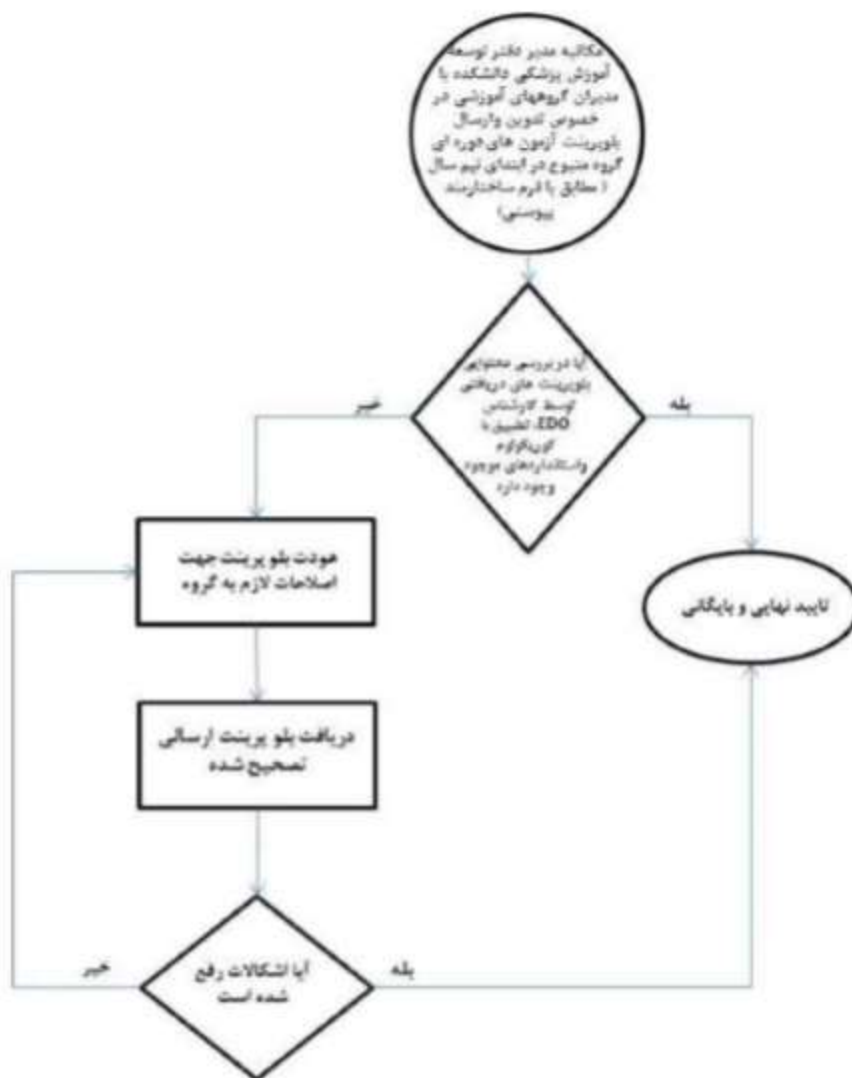 مکاتبه مدیر دفتر توسعه
آموزش پزشکی دانشکده با
مدیران گروههای آموزشی در
خصوص تدوین وارسال
بلوپرینت آزمون های دوره ای
گروه متبوع در ابتدای نیم سال
( مطابق با فرم ساختارمند
پیوستی)
آیا در بررسی محتوایی
بلوپرینت های دریافتی
توسط کارشناس
EDO، تطبیق با
کوریکولوم
واستانداردهای موجود
وجود دارد
خیر
بله
عودت بلو پرینت جهت
اصلاحات لازم به گروه
تایید نهایی و بایگانی
دریافت بلو پرینت ارسالی
تصحیح شده
آیا اشکالات رفع
شده است
خیر
بله